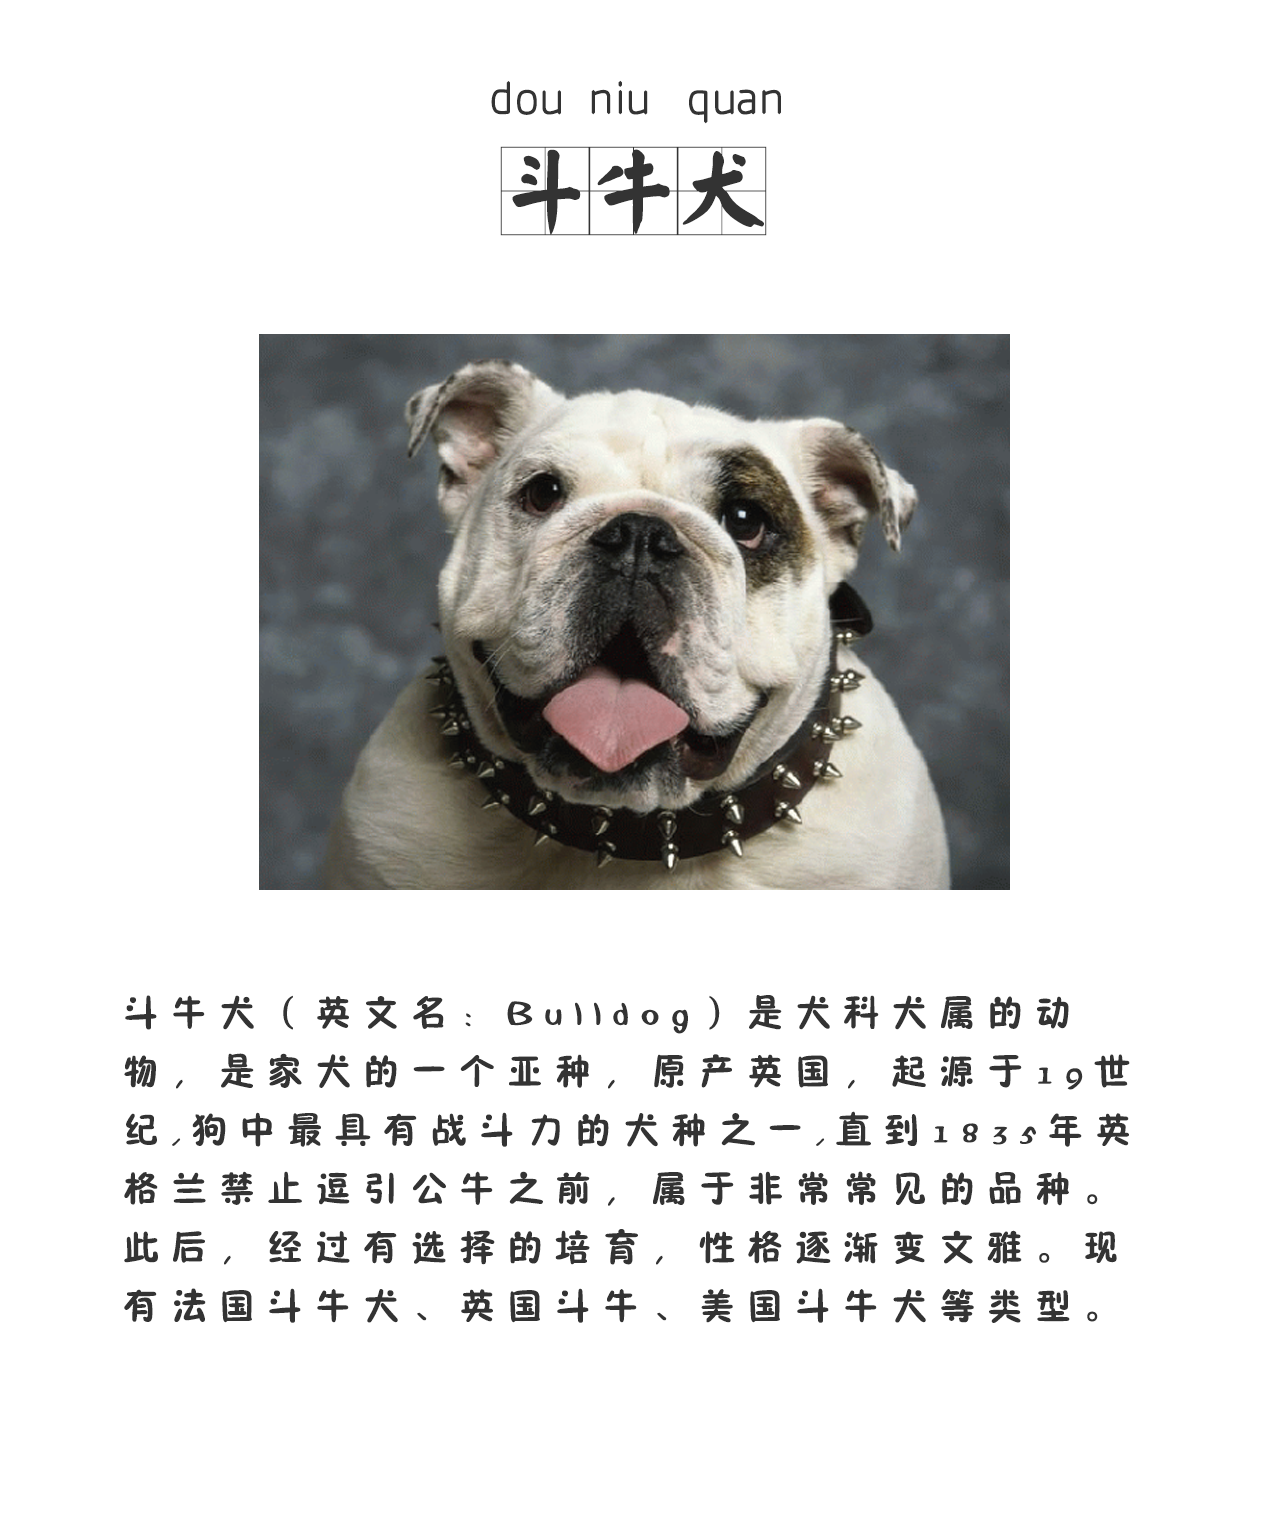 dou niu quan
斗牛犬
斗牛犬（英文名：Bulldog）是犬科犬属的动
物，是家犬的一个亚种，原产英国，起源于19世
纪,狗中最具有战斗力的犬种之一,直到1835年英
格兰禁止逗引公牛之前，属于非常常见的品种。
此后，经过有选择的培育，性格逐渐变文雅。现
有法国斗牛犬、英国斗牛、美国斗牛犬等类型。